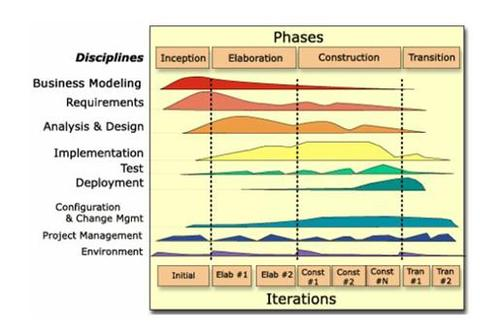 Phases
Disciplines
Inception Elaboration Construction Transition
Business Modeling
Requirements
Analysis & Design
Implementation
Test
Deployment
Configuration
& Change Mgmt
Project Management
Environment
Initial Elab #1 Elab #2 Const #1 Const #2 Const #N Tran #1 Tran #2
Iterations